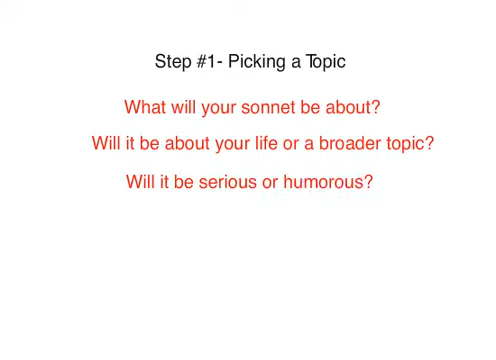 Step #1- Picking a Topic
What will your sonnet be about?
Will it be about your life or a broader topic?
Will it be serious or humorous?